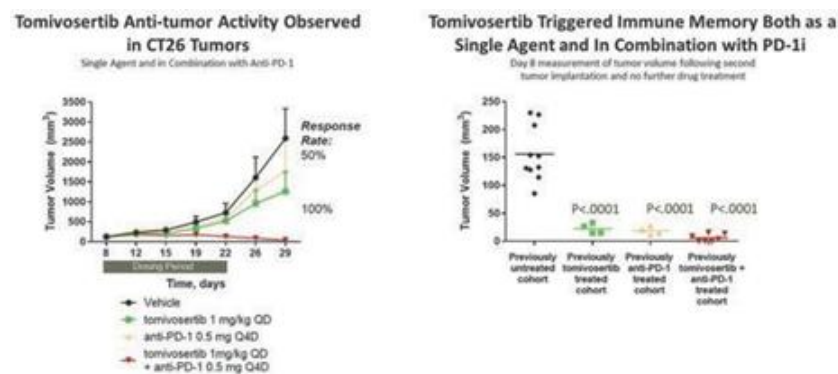 Tomivosertib Anti-tumor Activity Observed
in CT26 Tumors
Single Agent and in Combination with Anti-PD-1
Tumor Volume (mm³)
3500
3000
2500
2000
1500
1000
500
0
8 12 15 19 22 26 29
Dosing Period
Time, days
Response
Rate:
50%
100%
Vehicle
tomivosertib 1 mg/kg QD
anti-PD-1 0.5 mg Q4D
tomivosertib 1mg/kg QD
+ anti-PD-1 0.5 mg Q4D
Tomivosertib Triggered Immune Memory Both as a
Single Agent and In Combination with PD-1i
Day 8 measurement of tumor volume following second
tumor implantation and no further drug treatment
Tumor Volume (mm³)
250
200
150
100
50
0
P<.0001 P<.0001 P<.0001
Previously
untreated
cohort
Previously
tomivosertib
treated
cohort
Previously
anti-PD-1
treated
cohort
Previously
tomivosertib +
anti-PD-1
treated
cohort